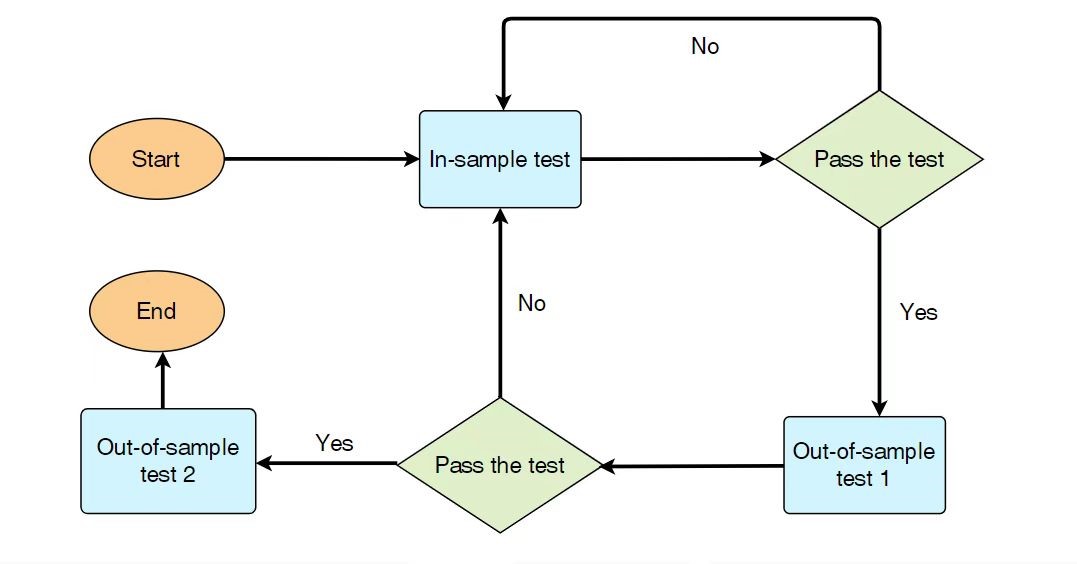 No
Start
In-sample test
Pass the test
End
No
Yes
Out-of-sample
test 2
Yes
Pass the test
Out-of-sample
test 1